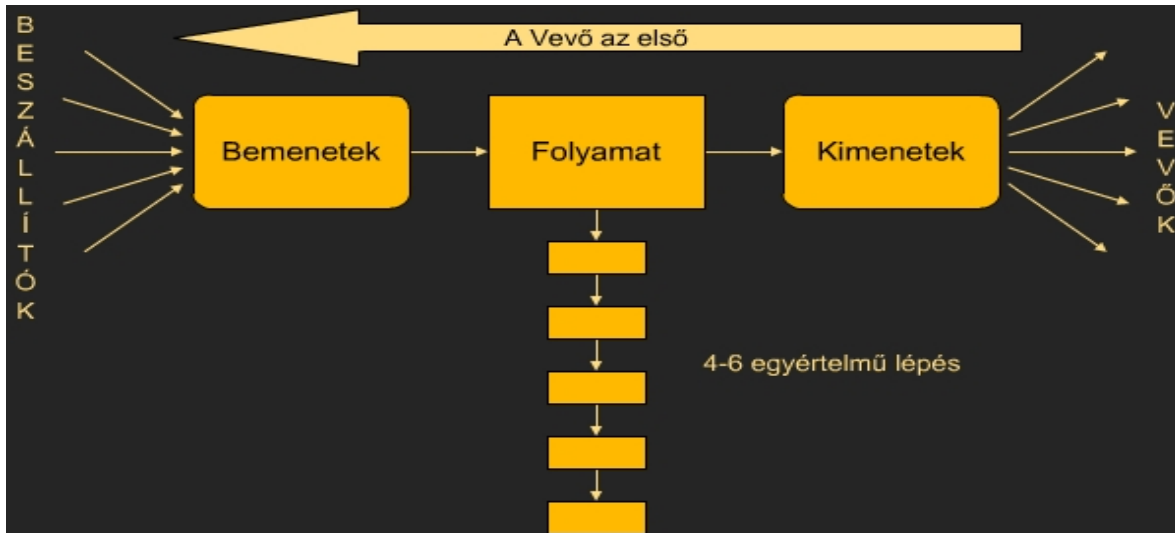 BESZÁLLÍTÓK
A Vevő az első
Bemenetek
Folyamat
Kimenetek
VEVŐK
4-6 egyértelmű lépés